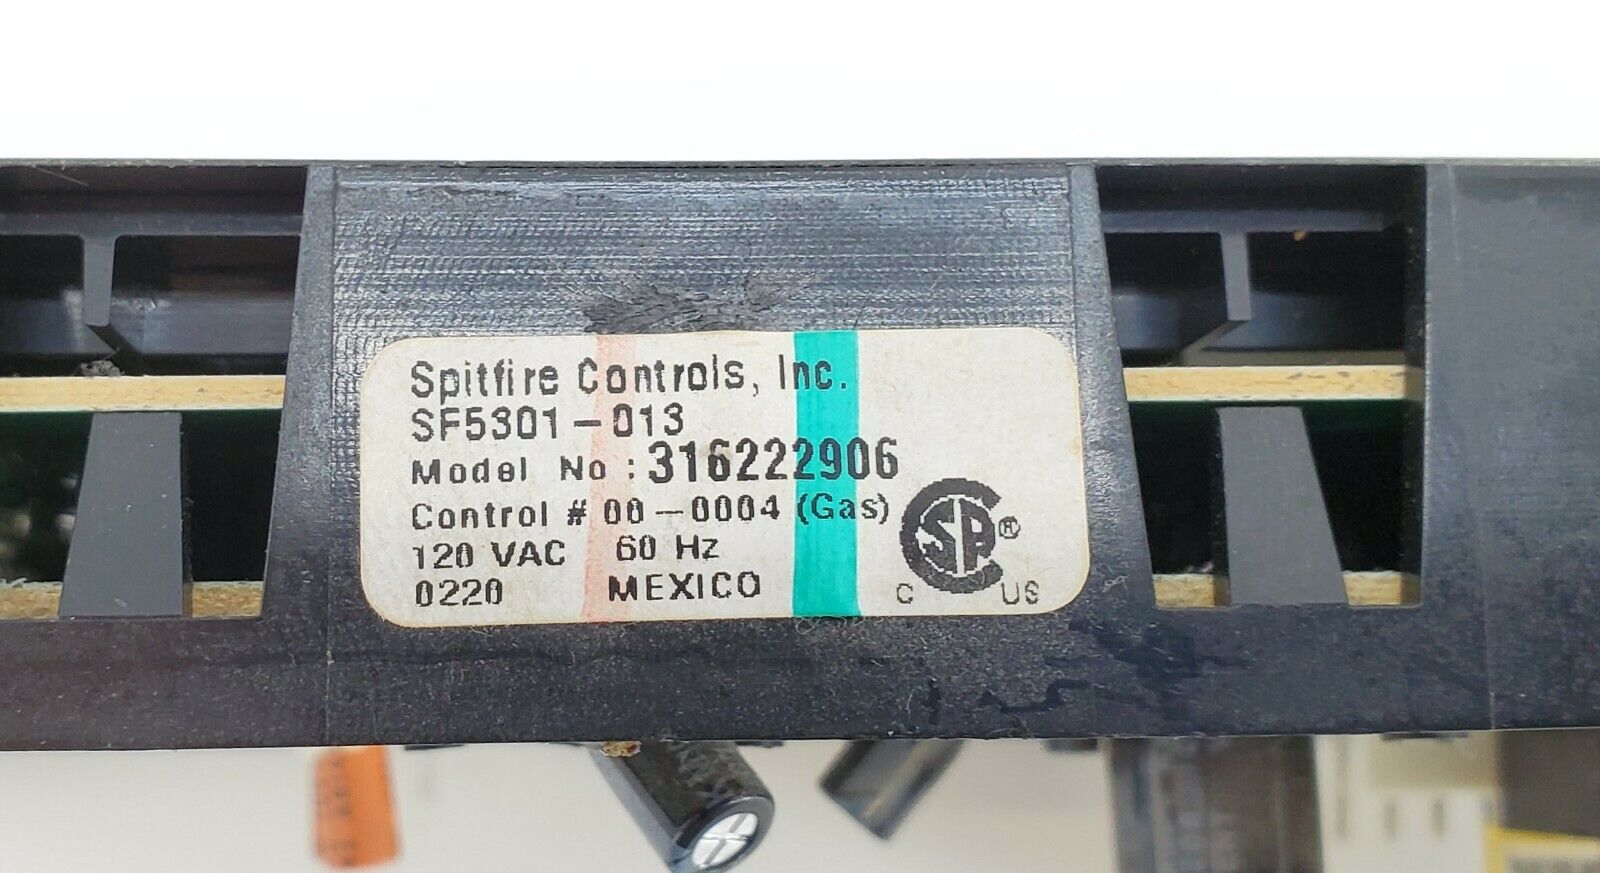 Spitfire Controls, Inc.
SF5301-013
Model No: 316222906
Control # 00-0004 (Gas)
120 VAC 60 Hz
0220 MEXICO
SP ®
C US